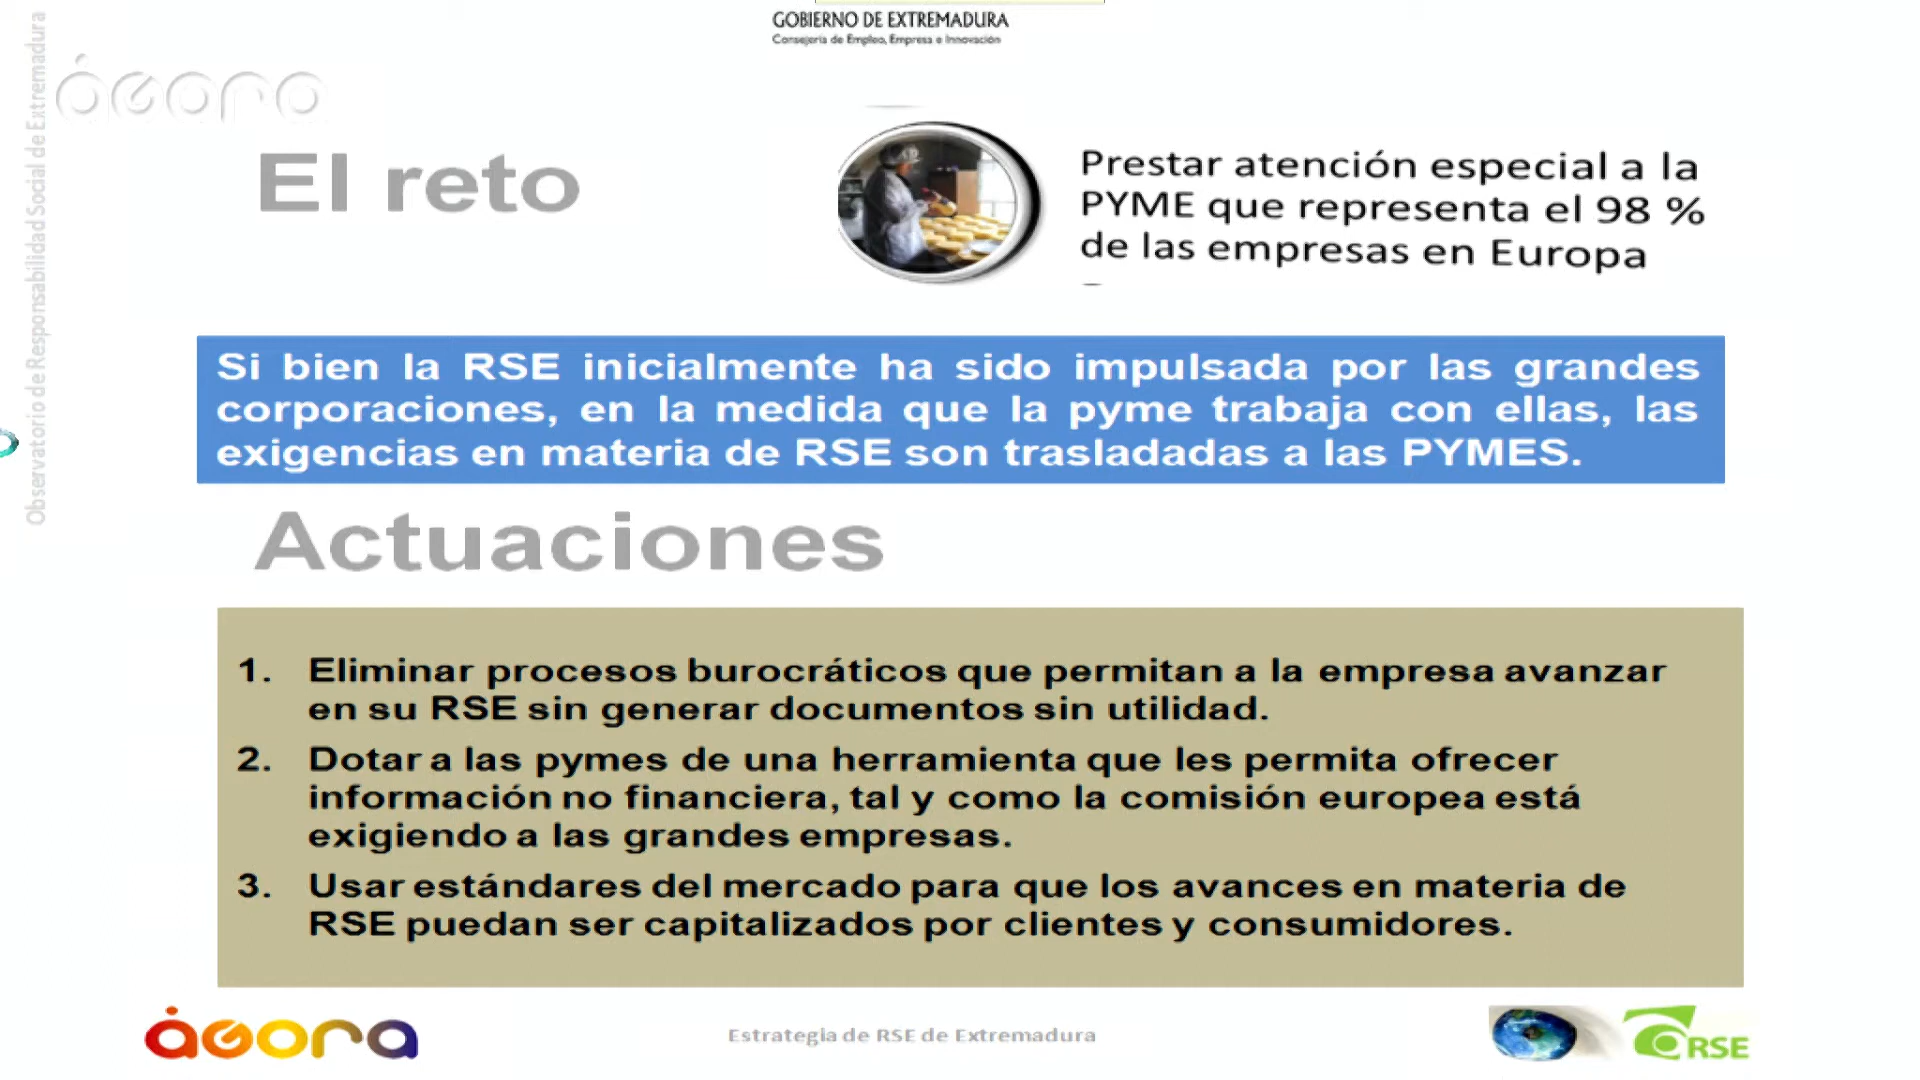 GOBIERNO DE EXTREMADURA
Consejería de Empleo, Empresa e Innovación
Observatorio de Responsabilidad Social de Extremadura
ágora
El reto
Prestar atención especial a la
PYME que representa el 98 %
de las empresas en Europa
Si bien la RSE inicialmente ha sido impulsada por las grandes
corporaciones, en la medida que la pyme trabaja con ellas, las
exigencias en materia de RSE son trasladadas a las PYMES.
Actuaciones
1. Eliminar procesos burocráticos que permitan a la empresa avanzar
en su RSE sin generar documentos sin utilidad.
2. Dotar a las pymes de una herramienta que les permita ofrecer
información no financiera, tal y como la comisión europea está
exigiendo a las grandes empresas.
3. Usar estándares del mercado para que los avances en materia de
RSE puedan ser capitalizados por clientes y consumidores.
ágora
Estrategia de RSE de Extremadura
RSE